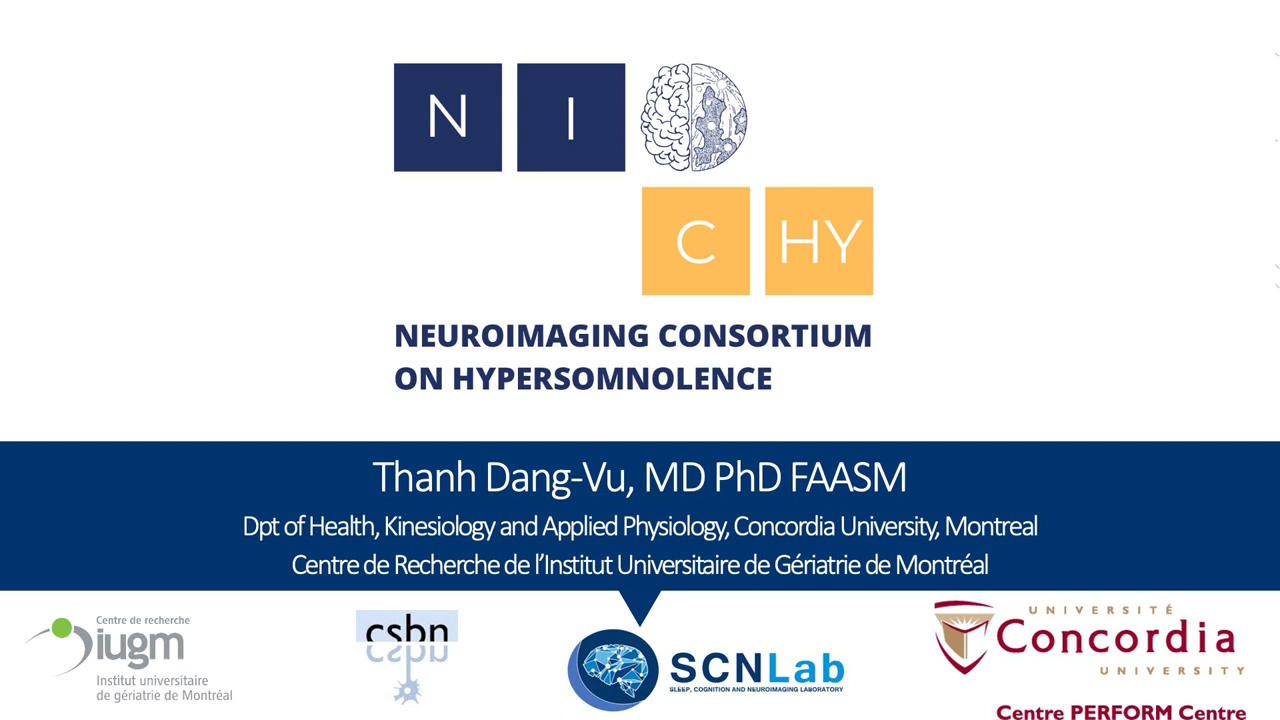 N I
C HY
NEUROIMAGING CONSORTIUM
ON HYPERSOMNOLENCE
Thanh Dang-Vu, MD PhD FAASM
Dpt of Health, Kinesiology and Applied Physiology, Concordia University, Montreal
Centre de Recherche de l’Institut Universitaire de Gériatrie de Montréal
Centre de recherche
iugm
Institut universitaire
de gériatrie de Montréal
csbn
SCNLab
SLEEP, COGNITION AND NEUROIMAGING LABORATORY
UNIVERSITÉ
Concordia
UNIVERSITY
Centre PERFORM Centre